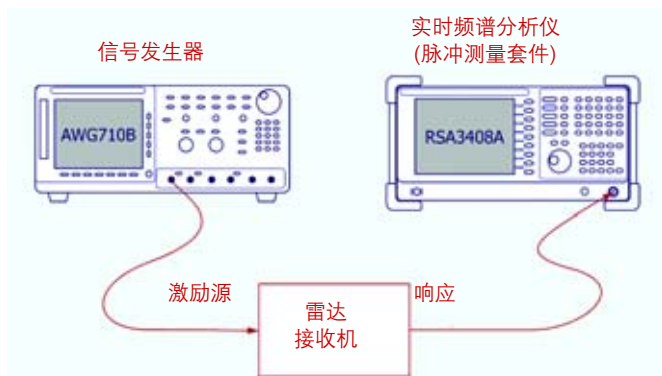 信号发生器
实时频谱分析仪
(脉冲测量套件)
AWG710B
RSA3408A
激励源
响应
雷达
接收机